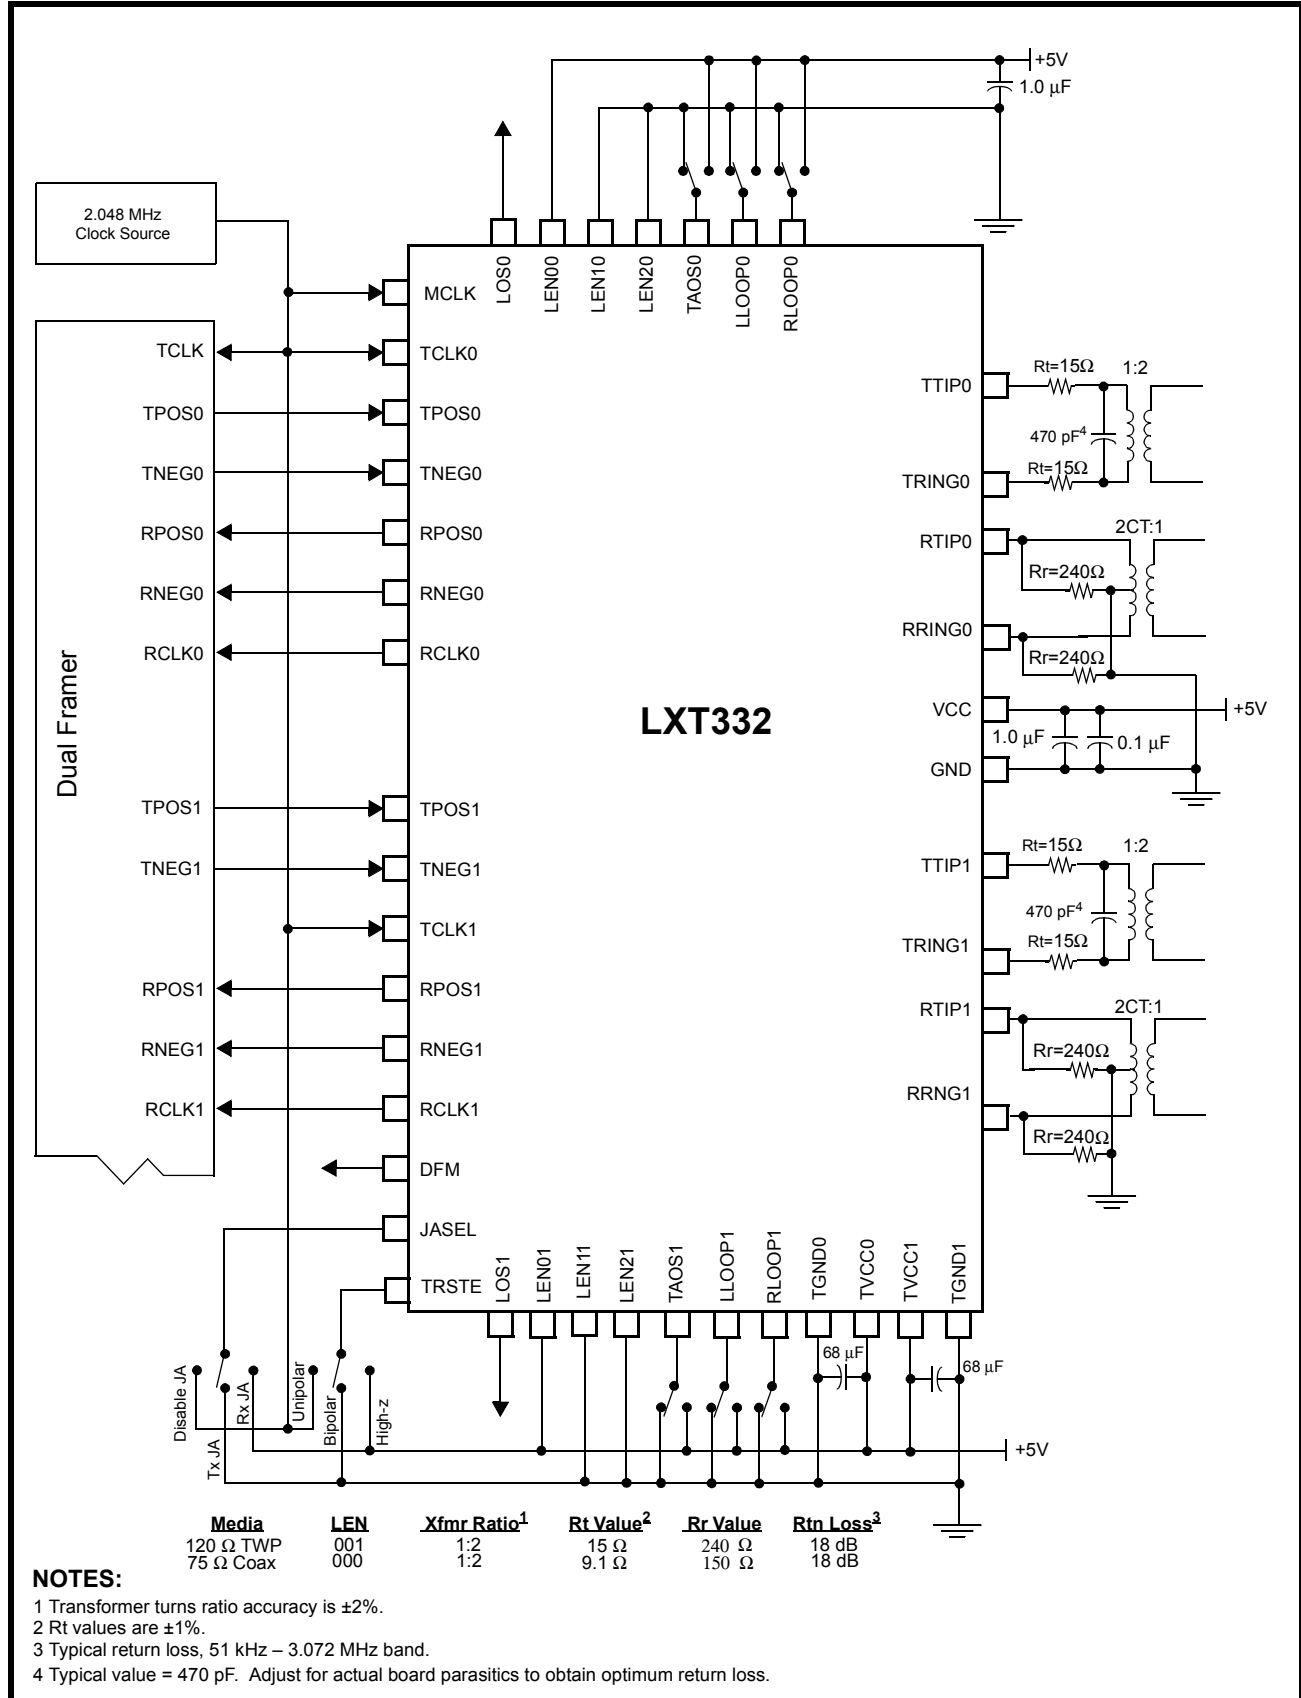 +5V
1.0 µF
2.048 MHz
Clock Source
LOS0
LEN00
LEN10
LEN20
TAOS0
LLOOP0
RLOOP0
MCLK
TCLK
TCLK0
TPOS0
TPOS0
TNEG0
TNEG0
RPOS0
RPOS0
RNEG0
RNEG0
RCLK0
RCLK0
Dual Framer
LXT332
TPOS1
TPOS1
TNEG1
TNEG1
TCLK1
RPOS1
RPOS1
RNEG1
RNEG1
RCLK1
RCLK1
DFM
JASEL
TRSTE
TTIP0
Rt=15Ω
1:2
470 pF⁴
Rt=15Ω
TRING0
RTIP0
2CT:1
Rr=240Ω
RRING0
Rr=240Ω
VCC
+5V
1.0 µF
0.1 µF
GND
TTIP1
Rt=15Ω
1:2
470 pF⁴
TRING1
Rt=15Ω
RTIP1
2CT:1
Rr=240Ω
RRNG1
Rr=240Ω
LOS1
LEN01
LEN11
LEN21
TAOS1
LLOOP1
RLOOP1
TGND0
TVCC0
TVCC1
TGND1
68 µF
68 µF
Disable JA
Tx JA
Rx JA
Unipolar
Bipolar
High-z
+5V
Media LEN Xfmr Ratio¹ Rt Value² Rr Value Rtn Loss³
120 Ω TWP 001 1:2 15 Ω 240 Ω 18 dB
75 Ω Coax 000 1:2 9.1 Ω 150 Ω 18 dB
NOTES:
1 Transformer turns ratio accuracy is ±2%.
2 Rt values are ±1%.
3 Typical return loss, 51 kHz – 3.072 MHz band.
4 Typical value = 470 pF. Adjust for actual board parasitics to obtain optimum return loss.